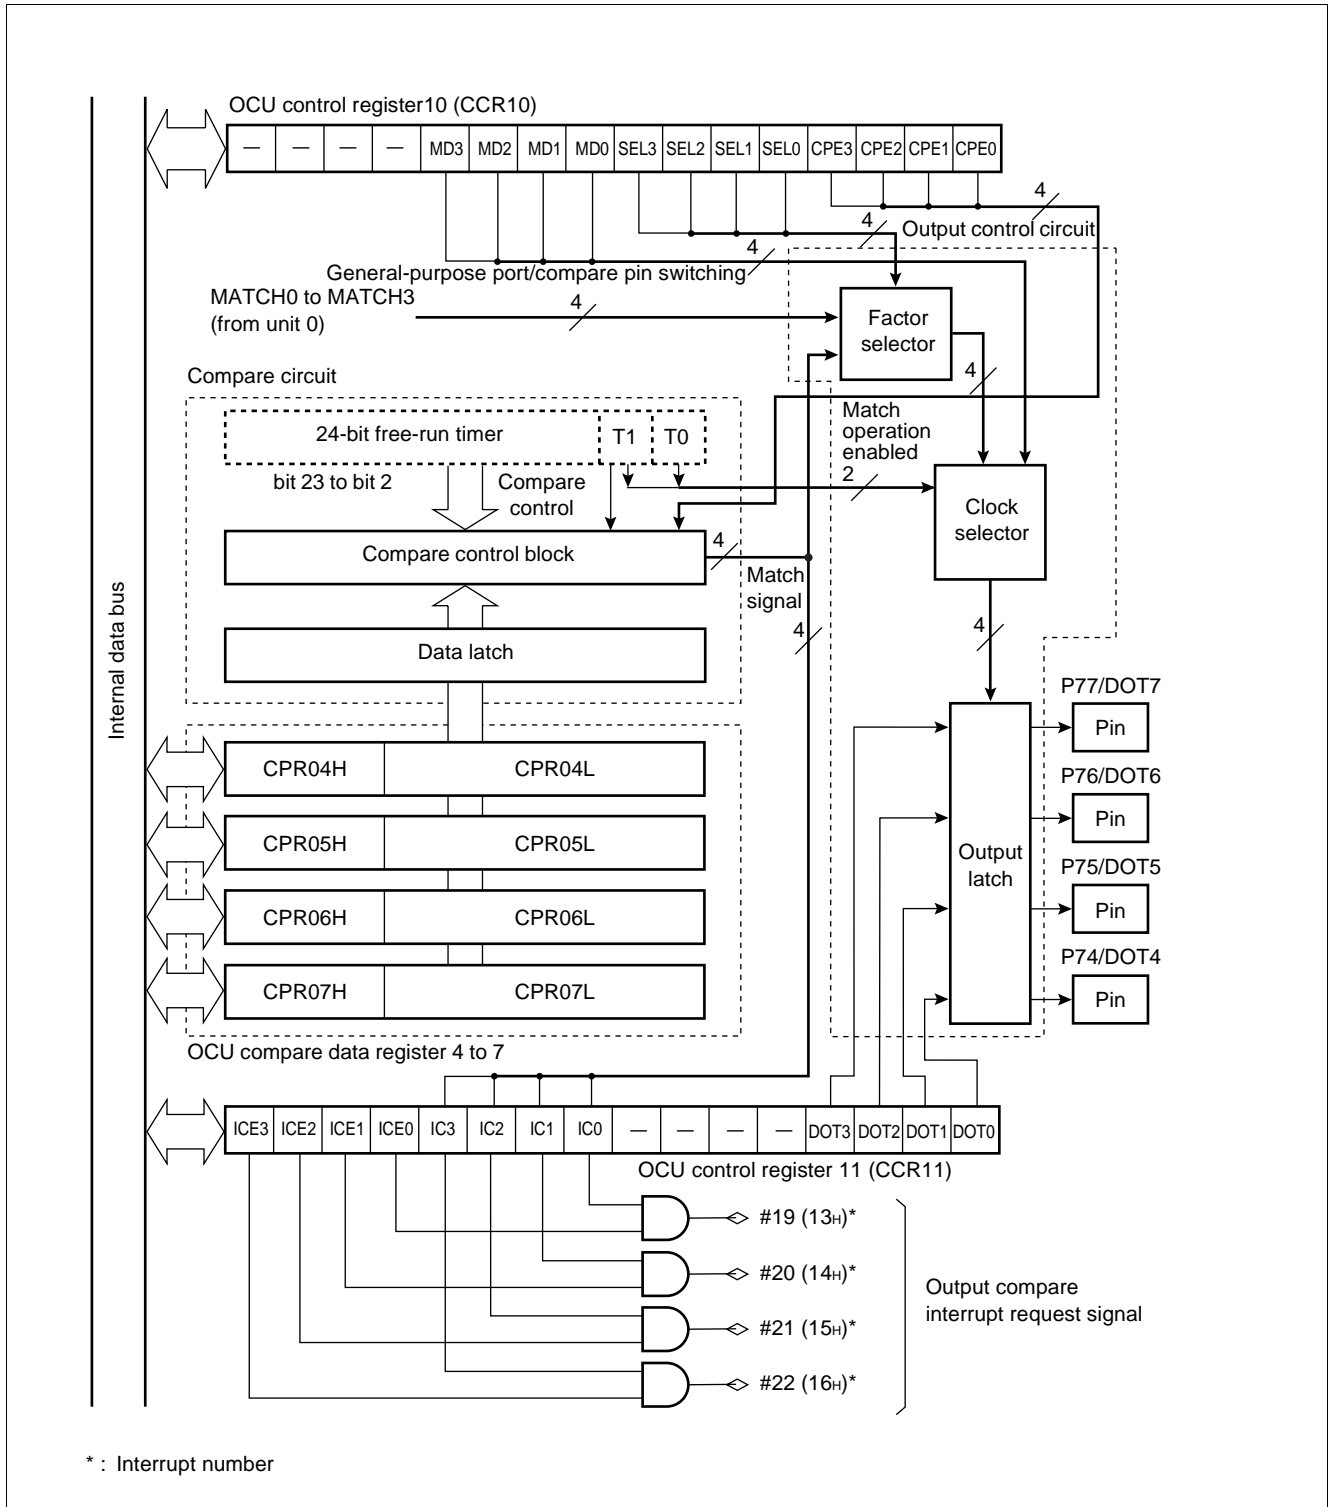 OCU control register10 (CCR10)
— — — — MD3 MD2 MD1 MD0 SEL3 SEL2 SEL1 SEL0 CPE3 CPE2 CPE1 CPE0
4
4
Output control circuit
4
General-purpose port/compare pin switching
MATCH0 to MATCH3
(from unit 0)
4
Factor
selector
4
Compare circuit
24-bit free-run timer T1 T0
bit 23 to bit 2
Compare
control
Match
operation
enabled
2
Clock
selector
Compare control block
4
Match
signal
4
4
Data latch
Internal data bus
P77/DOT7
Pin
CPR04H CPR04L
P76/DOT6
Pin
CPR05H CPR05L
Output
latch
P75/DOT5
Pin
CPR06H CPR06L
P74/DOT4
Pin
CPR07H CPR07L
OCU compare data register 4 to 7
ICE3 ICE2 ICE1 ICE0 IC3 IC2 IC1 IC0 — — — — DOT3 DOT2 DOT1 DOT0
OCU control register 11 (CCR11)
#19 (13H)*
#20 (14H)*
#21 (15H)*
#22 (16H)*
Output compare
interrupt request signal
* : Interrupt number